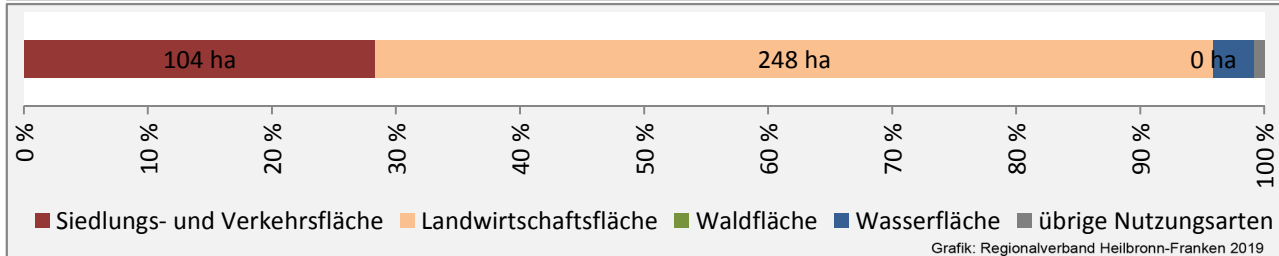 104 ha 248 ha 0 ha
0 % 10 % 20 % 30 % 40 % 50 % 60 % 70 % 80 % 90 % 100 %
Siedlungs- und Verkehrsfläche Landwirtschaftsfläche Waldfläche Wasserfläche übrige Nutzungsarten
Grafik: Regionalverband Heilbronn-Franken 2019